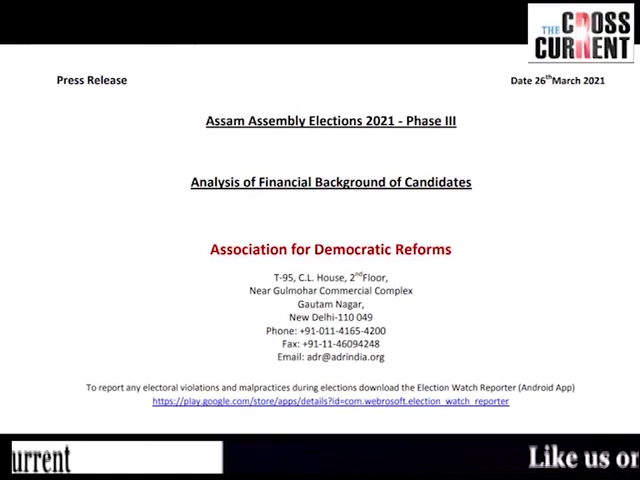 THE CROSS
CURRENT
Press Release
Date 26thMarch 2021
Assam Assembly Elections 2021 - Phase III
Analysis of Financial Background of Candidates
Association for Democratic Reforms
T-95, C.L. House, 2ndFloor,
Near Gulmohar Commercial Complex
Gautam Nagar,
New Delhi-110 049
Phone: +91-011-4165-4200
Fax: +91-11-46094248
Email: adr@adrindia.org
To report any electoral violations and malpractices during elections download the Election Watch Reporter (Android App)
https://play.google.com/store/apps/details?id=com.webrosoft.election_watch_reporter
urrent
Like us or